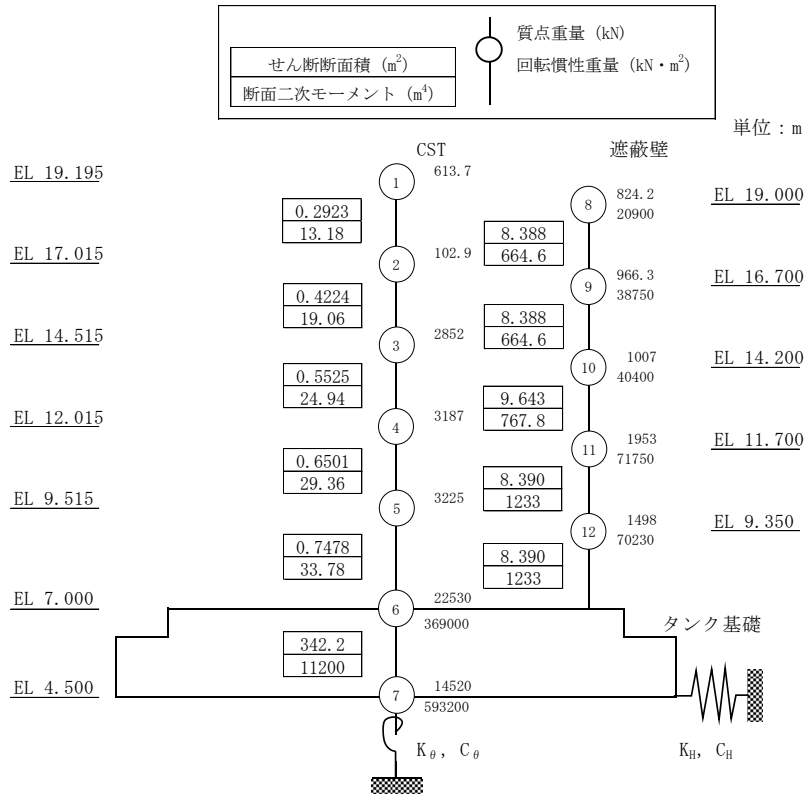 質点重量 (kN)
回転慣性重量 (kN・m²)
せん断断面積 (m²)
断面二次モーメント (m⁴)
単位：m
CST
遮蔽壁
EL 19.195
1
613.7
8
824.2
20900
EL 19.000
0.2923
13.18
8.388
664.6
EL 17.015
2
102.9
9
966.3
38750
EL 16.700
0.4224
19.06
8.388
664.6
EL 14.515
3
2852
10
1007
40400
EL 14.200
0.5525
24.94
9.643
767.8
EL 12.015
4
3187
11
1953
71750
EL 11.700
0.6501
29.36
8.390
1233
EL 9.515
5
3225
12
1498
70230
EL 9.350
0.7478
33.78
8.390
1233
EL 7.000
6
22530
369000
タンク基礎
342.2
11200
EL 4.500
7
14520
593200
Kθ, Cθ
KH, CH